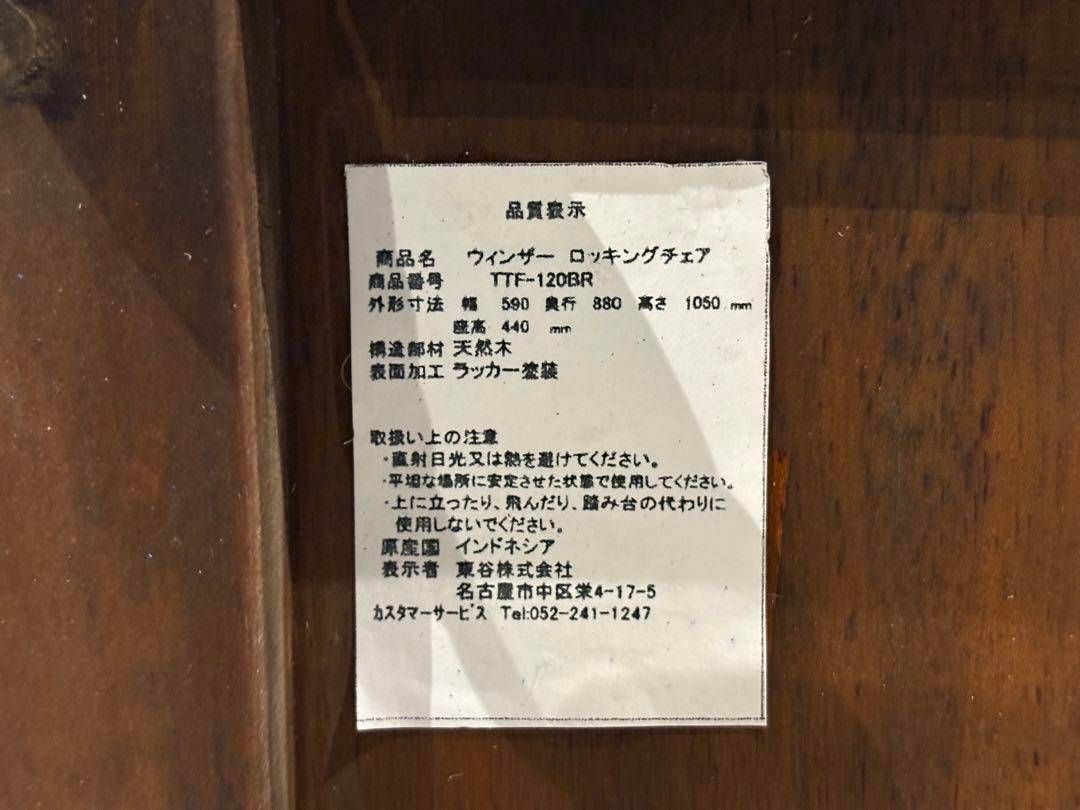 品質表示
商品名 ウィンザー ロッキングチェア
商品番号 TTF-120BR
外形寸法 幅 590 奥行 880 高さ 1050 mm
座高 440 mm
構造部材 天然木
表面加工 ラッカー塗装
取扱い上の注意
・直射日光又は熱を避けてください。
・平坦な場所に安定させた状態で使用してください。
・上に立ったり、飛んだり、踏み台の代わりに
使用しないでください。
原産国 インドネシア
表示者 東谷株式会社
名古屋市中区栄4-17-5
カスタマーサービス Tel:052-241-1247